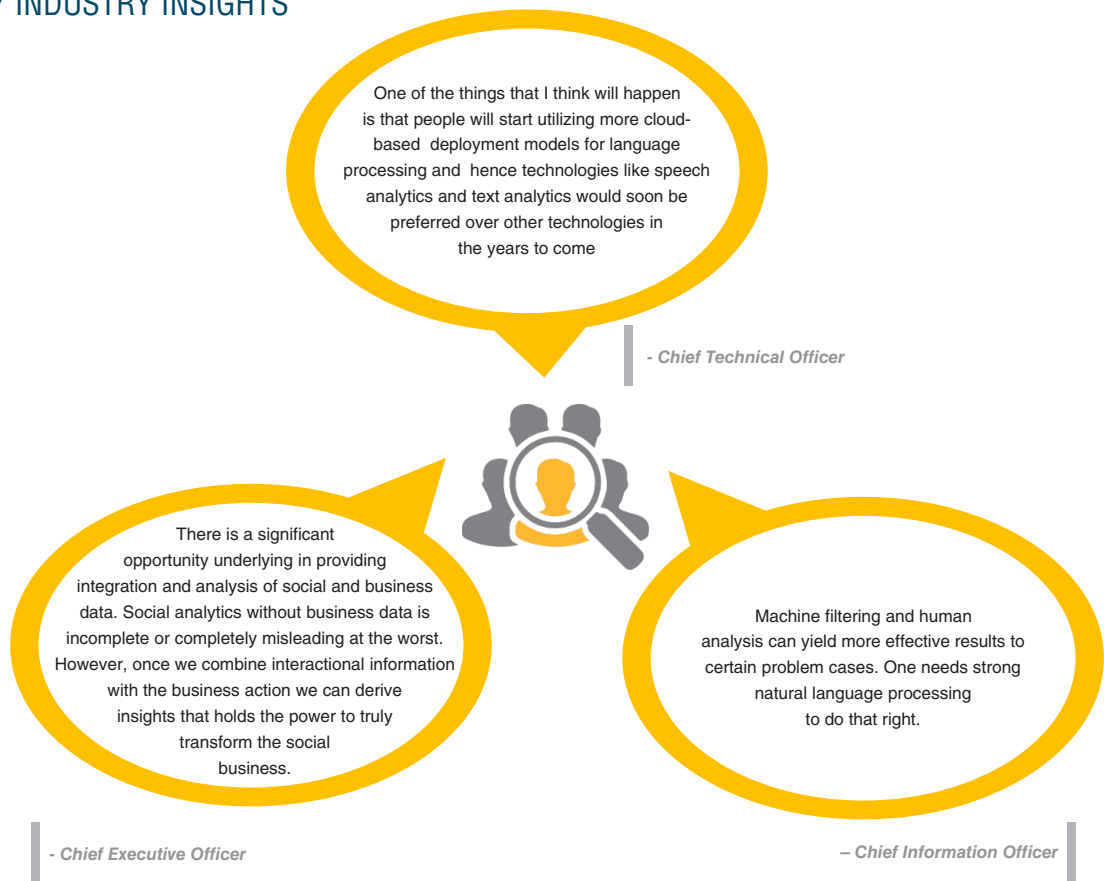 INDUSTRY INSIGHTS
One of the things that I think will happen
is that people will start utilizing more cloud-
based deployment models for language
processing and hence technologies like speech
analytics and text analytics would soon be
preferred over other technologies in
the years to come
- Chief Technical Officer
There is a significant
opportunity underlying in providing
integration and analysis of social and business
data. Social analytics without business data is
incomplete or completely misleading at the worst.
However, once we combine interactional information
with the business action we can derive
insights that holds the power to truly
transform the social
business.
- Chief Executive Officer
Machine filtering and human
analysis can yield more effective results to
certain problem cases. One needs strong
natural language processing
to do that right.
– Chief Information Officer